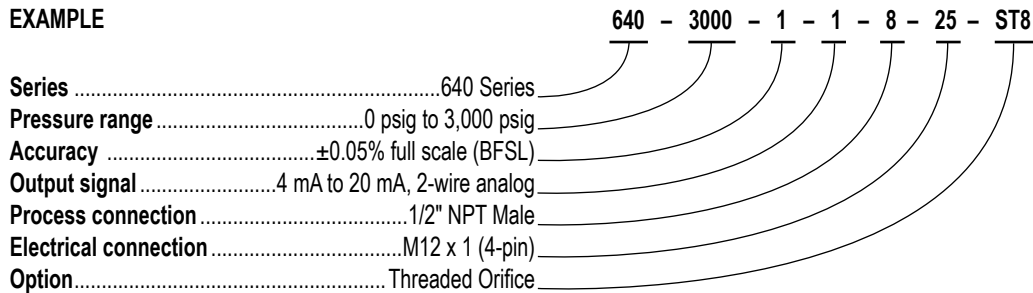 EXAMPLE 640 – 3000 – 1 – 1 – 8 – 25 – ST8
Series ................................................................640 Series
Pressure range ......................................0 psig to 3,000 psig
Accuracy ......................................±0.05% full scale (BFSL)
Output signal .........................4 mA to 20 mA, 2-wire analog
Process connection ......................................1/2" NPT Male
Electrical connection ...................................M12 x 1 (4-pin)
Option......................................................... Threaded Orifice